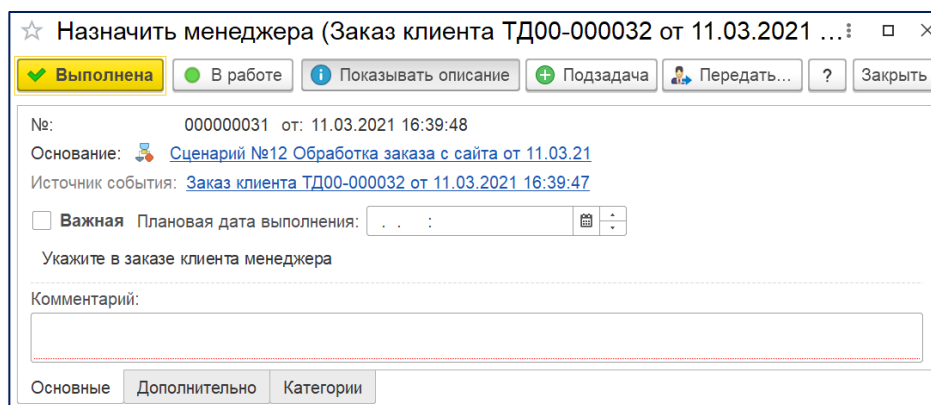 Назначить менеджера (Заказ клиента ТД00-000032 от 11.03.2021 ...
Выполнена В работе Показывать описание Подзадача Передать... ? Закрыть
№: 000000031 от: 11.03.2021 16:39:48
Основание: Сценарий №12 Обработка заказа с сайта от 11.03.21
Источник события: Заказ клиента ТД00-000032 от 11.03.2021 16:39:47
Важная Плановая дата выполнения: . . :
Укажите в заказе клиента менеджера
Комментарий:
Основные Дополнительно Категории